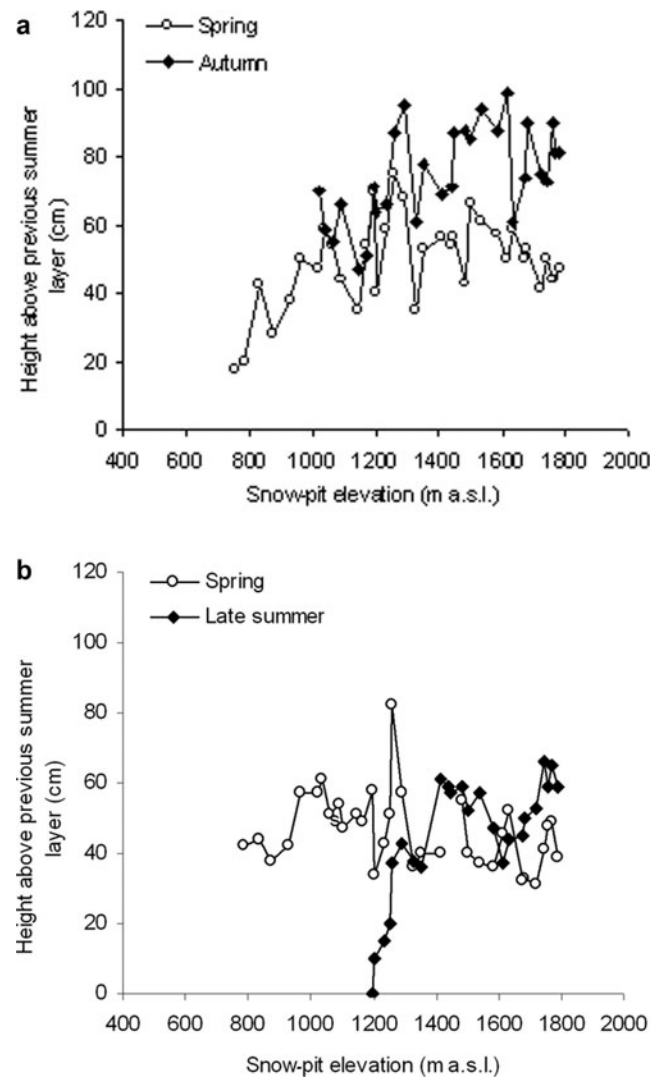 a
120
Spring
Autumn
100
80
60
40
20
0
Height above previous summer
layer (cm)
400 600 800 1000 1200 1400 1600 1800 2000
Snow-pit elevation (m a.s.l.)
b
120
Spring
Late summer
100
80
60
40
20
0
Height above previous summer
layer (cm)
400 600 800 1000 1200 1400 1600 1800 2000
Snow-pit elevation (m a.s.l.)